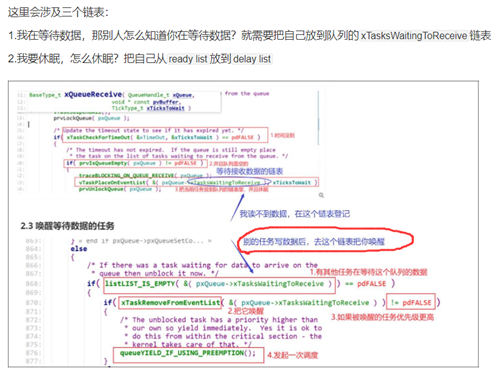 这里会涉及三个链表：
1.我在等待数据，那别人怎么知道你在等待数据？就需要把自己放到队列的 xTasksWaitingToReceive 链表
2.我要休眠，怎么休眠？把自己从 ready list 放到 delay list
from the queue
BaseType_t xQueueReceive( QueueHandle_t xQueue,
void * const pvBuffer,
TickType_t xTicksToWait )
prvLockQueue( pxQueue );
/* Update the timeout state to see if it has expired yet. */
if( xTaskCheckForTimeOut( &xTimeOut, &xTicksToWait ) == pdFALSE )
{
/* The timeout has not expired. If the queue is still empty place
* the task on the list of tasks waiting to receive from the queue. */
if( prvIsQueueEmpty( pxQueue ) != pdFALSE )
{
等待接收数据的链表
traceBLOCKING_ON_QUEUE_RECEIVE( pxQueue );
vTaskPlaceOnEventList( &( pxQueue->xTasksWaitingToReceive ), xTicksToWait )
prvUnlockQueue( pxQueue );
我读不到数据，在这个链表登记
2.3 唤醒等待数据的任务
别的任务写数据后，去这个链表把你唤醒
863: } « end if pxQueue->pxQueueSetCo... »
else
{
1.有其他任务在等待这个队列的数据
/* If there was a task waiting for data to arrive on the
* queue then unblock it now. */
868: if( listLIST_IS_EMPTY( &( pxQueue->xTasksWaitingToReceive ) ) == pdFALSE )
869: {
870: if( xTaskRemoveFromEventList( &( pxQueue->xTasksWaitingToReceive ) ) != pdFALSE )
871: {
2.把它唤醒
3.如果被唤醒的任务优先级更高
872: /* The unblocked task has a priority higher than
873: * our own so yield immediately. Yes it is ok to
874: * do this from within the critical section - the
875: * kernel takes care of that. */
876: queueYIELD_IF_USING_PREEMPTION();
4.发起一次调度
877: }